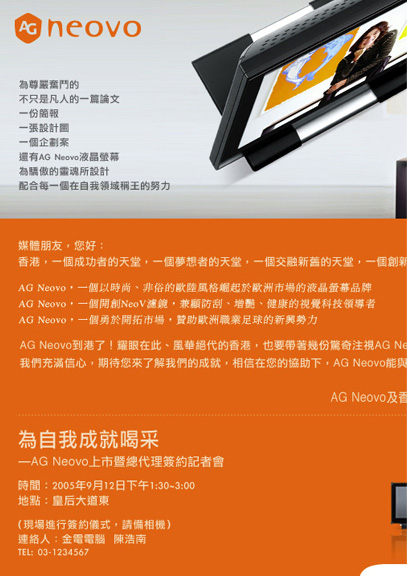 AG neovo
為尊嚴奮鬥的
不只是凡人的一篇論文
一份簡報
一張設計圖
一個企劃案
還有AG Neovo液晶螢幕
為驕傲的靈魂所設計
配合每一個在自我領域稱王的努力
媒體朋友，您好：
香港，一個成功者的天堂，一個夢想者的天堂，一個交融新舊的天堂，一個創新
AG Neovo，一個以時尚、非俗的歐陸風格崛起於歐洲市場的液晶螢幕品牌
AG Neovo，一個開創NeoV濾鏡，兼顧防刮、增艷、健康的視覺科技領導者
AG Neovo，一個勇於開拓市場，贊助歐洲職業足球的新興勢力
AG Neovo到港了！耀眼在此、風華絕代的香港，也要帶著幾份驚奇注視AG Ne
我們充滿信心，期待您來了解我們的成就，相信在您的協助下，AG Neovo能與
AG Neovo及香
為自我成就喝采
—AG Neovo上市暨總代理簽約記者會
時間：2005年9月12日下午1:30~3:00
地點：皇后大道東
(現場進行簽約儀式，請備相機)
連絡人：金電電腦 陳浩南
TEL: 03-1234567